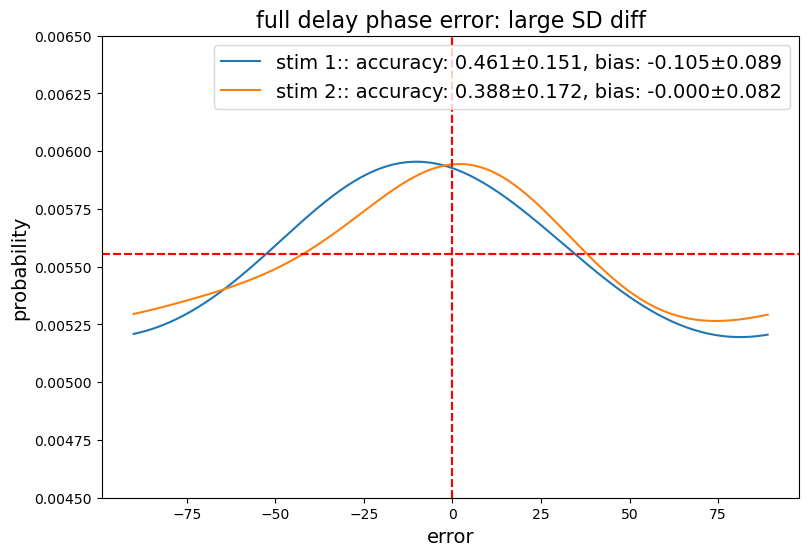 full delay phase error: large SD diff
stim 1:: accuracy: 0.461±0.151, bias: -0.105±0.089
stim 2:: accuracy: 0.388±0.172, bias: -0.000±0.082
probability
0.00650
0.00625
0.00600
0.00575
0.00550
0.00525
0.00500
0.00475
0.00450
−75 −50 −25 0 25 50 75
error